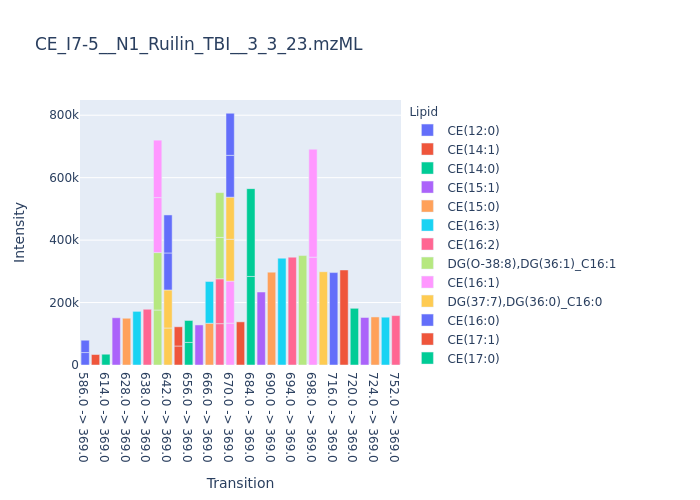 CE_I7-5__N1_Ruilin_TBI__3_3_23.mzML
Lipid
CE(12:0)
CE(14:1)
CE(14:0)
CE(15:1)
CE(15:0)
CE(16:3)
CE(16:2)
DG(O-38:8),DG(36:1)_C16:1
CE(16:1)
DG(37:7),DG(36:0)_C16:0
CE(16:0)
CE(17:1)
CE(17:0)
Intensity
800k
600k
400k
200k
0
586.0 -> 369.0
614.0 -> 369.0
628.0 -> 369.0
638.0 -> 369.0
642.0 -> 369.0
656.0 -> 369.0
666.0 -> 369.0
670.0 -> 369.0
684.0 -> 369.0
690.0 -> 369.0
694.0 -> 369.0
698.0 -> 369.0
716.0 -> 369.0
720.0 -> 369.0
724.0 -> 369.0
752.0 -> 369.0
Transition